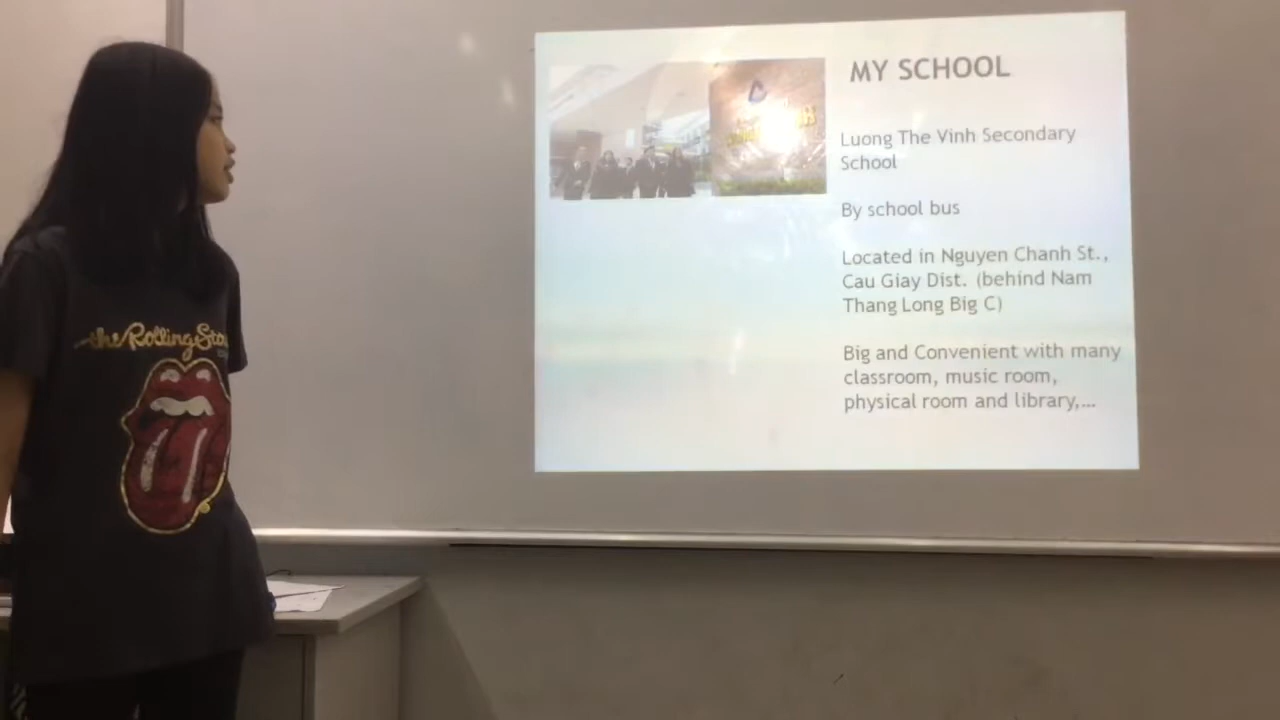 MY SCHOOL
Luong The Vinh Secondary
School
By school bus
Located in Nguyen Chanh St.,
Cau Giay Dist. (behind Nam
Thang Long Big C)
Big and Convenient with many
classroom, music room,
physical room and library,...
the Rolling Sto